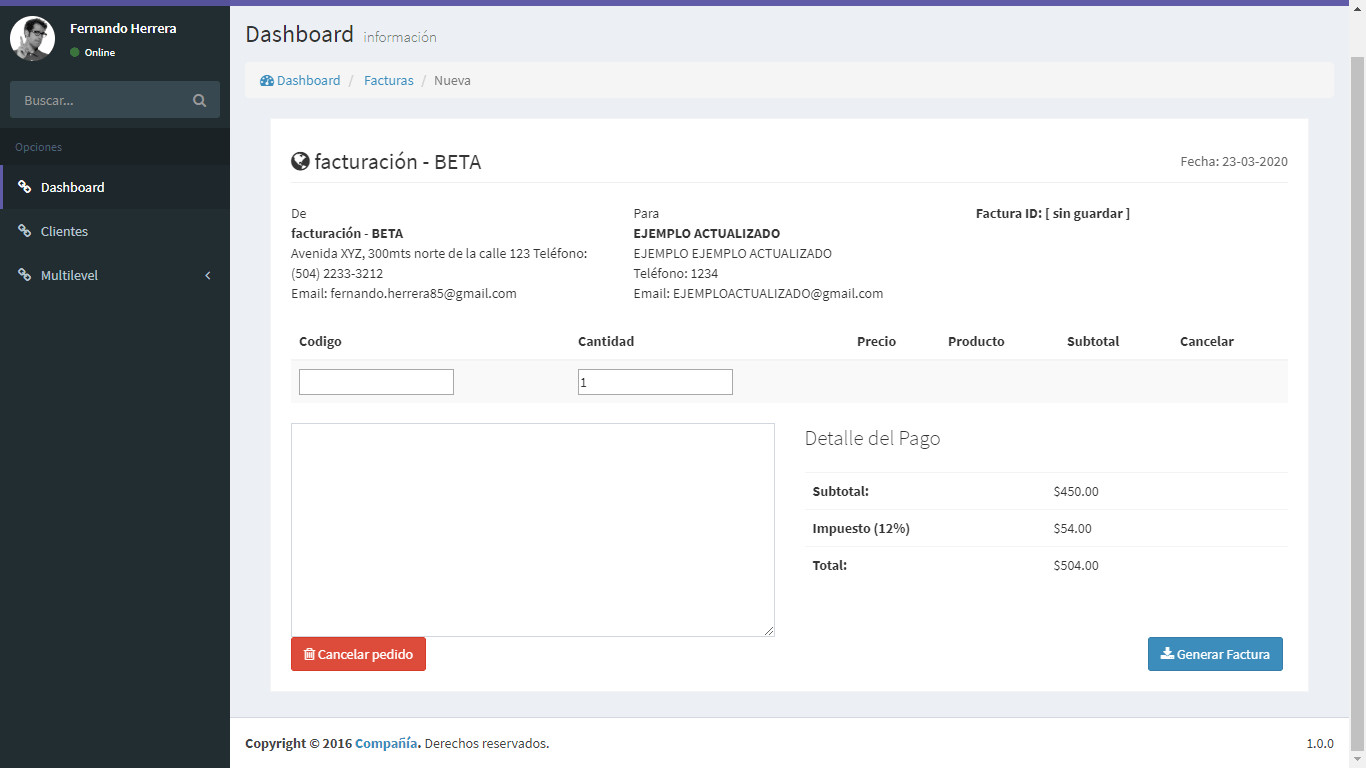 Fernando Herrera
Online
Buscar...
Opciones
Dashboard
Clientes
Multilevel
Dashboard información
Dashboard / Facturas / Nueva
facturación - BETA
Fecha: 23-03-2020
De
facturación - BETA
Avenida XYZ, 300mts norte de la calle 123 Teléfono:
(504) 2233-3212
Email: fernando.herrera85@gmail.com
Para
EJEMPLO ACTUALIZADO
EJEMPLO EJEMPLO ACTUALIZADO
Teléfono: 1234
Email: EJEMPLOACTUALIZADO@gmail.com
Factura ID: [ sin guardar ]
Codigo Cantidad Precio Producto Subtotal Cancelar
1
Detalle del Pago
Subtotal: $450.00
Impuesto (12%) $54.00
Total: $504.00
Cancelar pedido
Generar Factura
Copyright © 2016 Compañía. Derechos reservados.
1.0.0